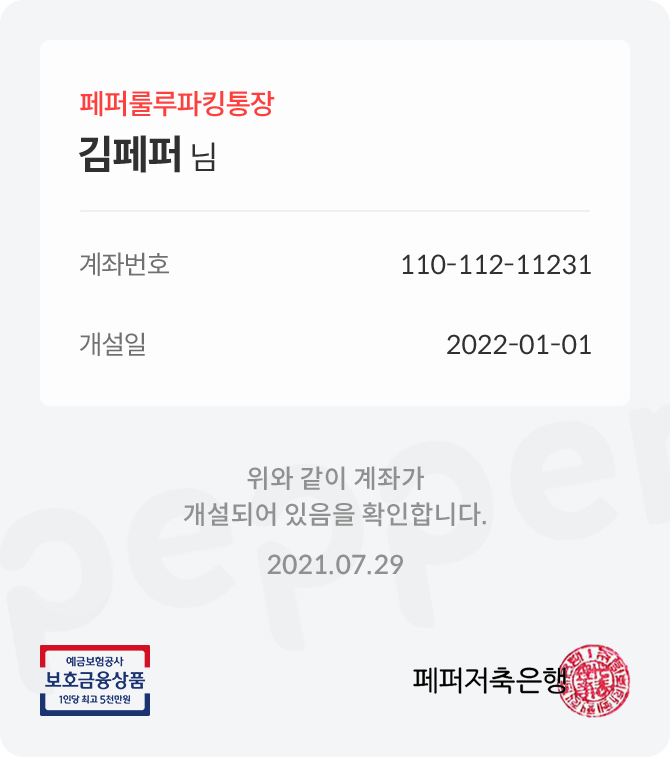 페퍼룰루파킹통장
김페퍼 님
계좌번호 110-112-11231
개설일 2022-01-01
위와 같이 계좌가
개설되어 있음을 확인합니다.
2021.07.29
pepper
예금보험공사
보호금융상품
1인당 최고 5천만원
페퍼저축은행